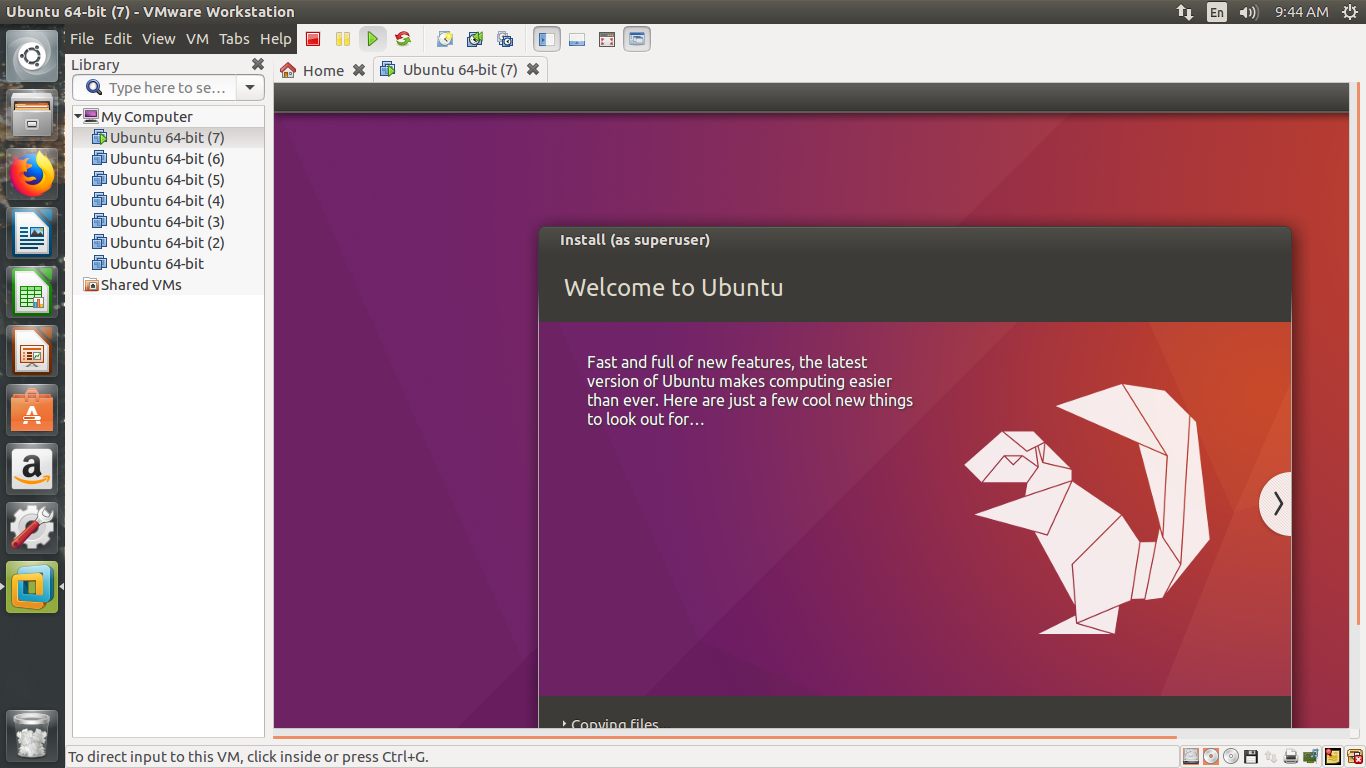 Ubuntu 64-bit (7) - VMware Workstation
En
9:44 AM
File Edit View VM Tabs Help
Library
Type here to se...
Home
Ubuntu 64-bit (7)
My Computer
Ubuntu 64-bit (7)
Ubuntu 64-bit (6)
Ubuntu 64-bit (5)
Ubuntu 64-bit (4)
Ubuntu 64-bit (3)
Ubuntu 64-bit (2)
Ubuntu 64-bit
Shared VMs
Install (as superuser)
Welcome to Ubuntu
Fast and full of new features, the latest
version of Ubuntu makes computing easier
than ever. Here are just a few cool new things
to look out for…
Copying files...
To direct input to this VM, click inside or press Ctrl+G.